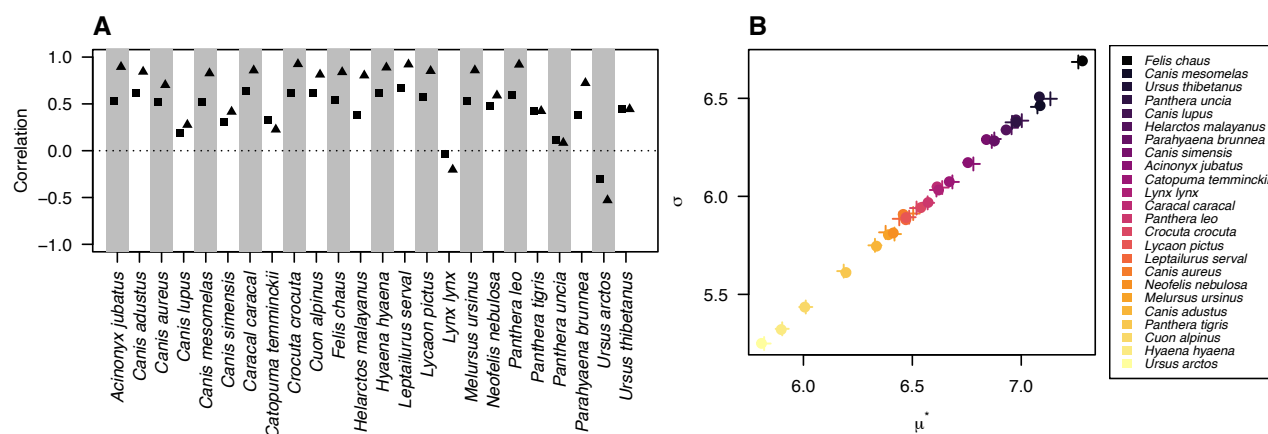 A
Correlation
1.0
0.5
0.0
−0.5
−1.0
Acinonyx jubatus
Canis adustus
Canis aureus
Canis lupus
Canis mesomelas
Canis simensis
Caracal caracal
Catopuma temminckii
Crocuta crocuta
Cuon alpinus
Felis chaus
Helarctos malayanus
Hyaena hyaena
Leptailurus serval
Lycaon pictus
Lynx lynx
Melursus ursinus
Neofelis nebulosa
Panthera leo
Panthera tigris
Panthera uncia
Parahyaena brunnea
Ursus arctos
Ursus thibetanus
B
σ
6.5
6.0
5.5
6.0
6.5
7.0
μ*
Felis chaus
Canis mesomelas
Ursus thibetanus
Panthera uncia
Canis lupus
Helarctos malayanus
Parahyaena brunnea
Canis simensis
Acinonyx jubatus
Catopuma temminckii
Lynx lynx
Caracal caracal
Panthera leo
Crocuta crocuta
Lycaon pictus
Leptailurus serval
Canis aureus
Neofelis nebulosa
Melursus ursinus
Canis adustus
Panthera tigris
Cuon alpinus
Hyaena hyaena
Ursus arctos